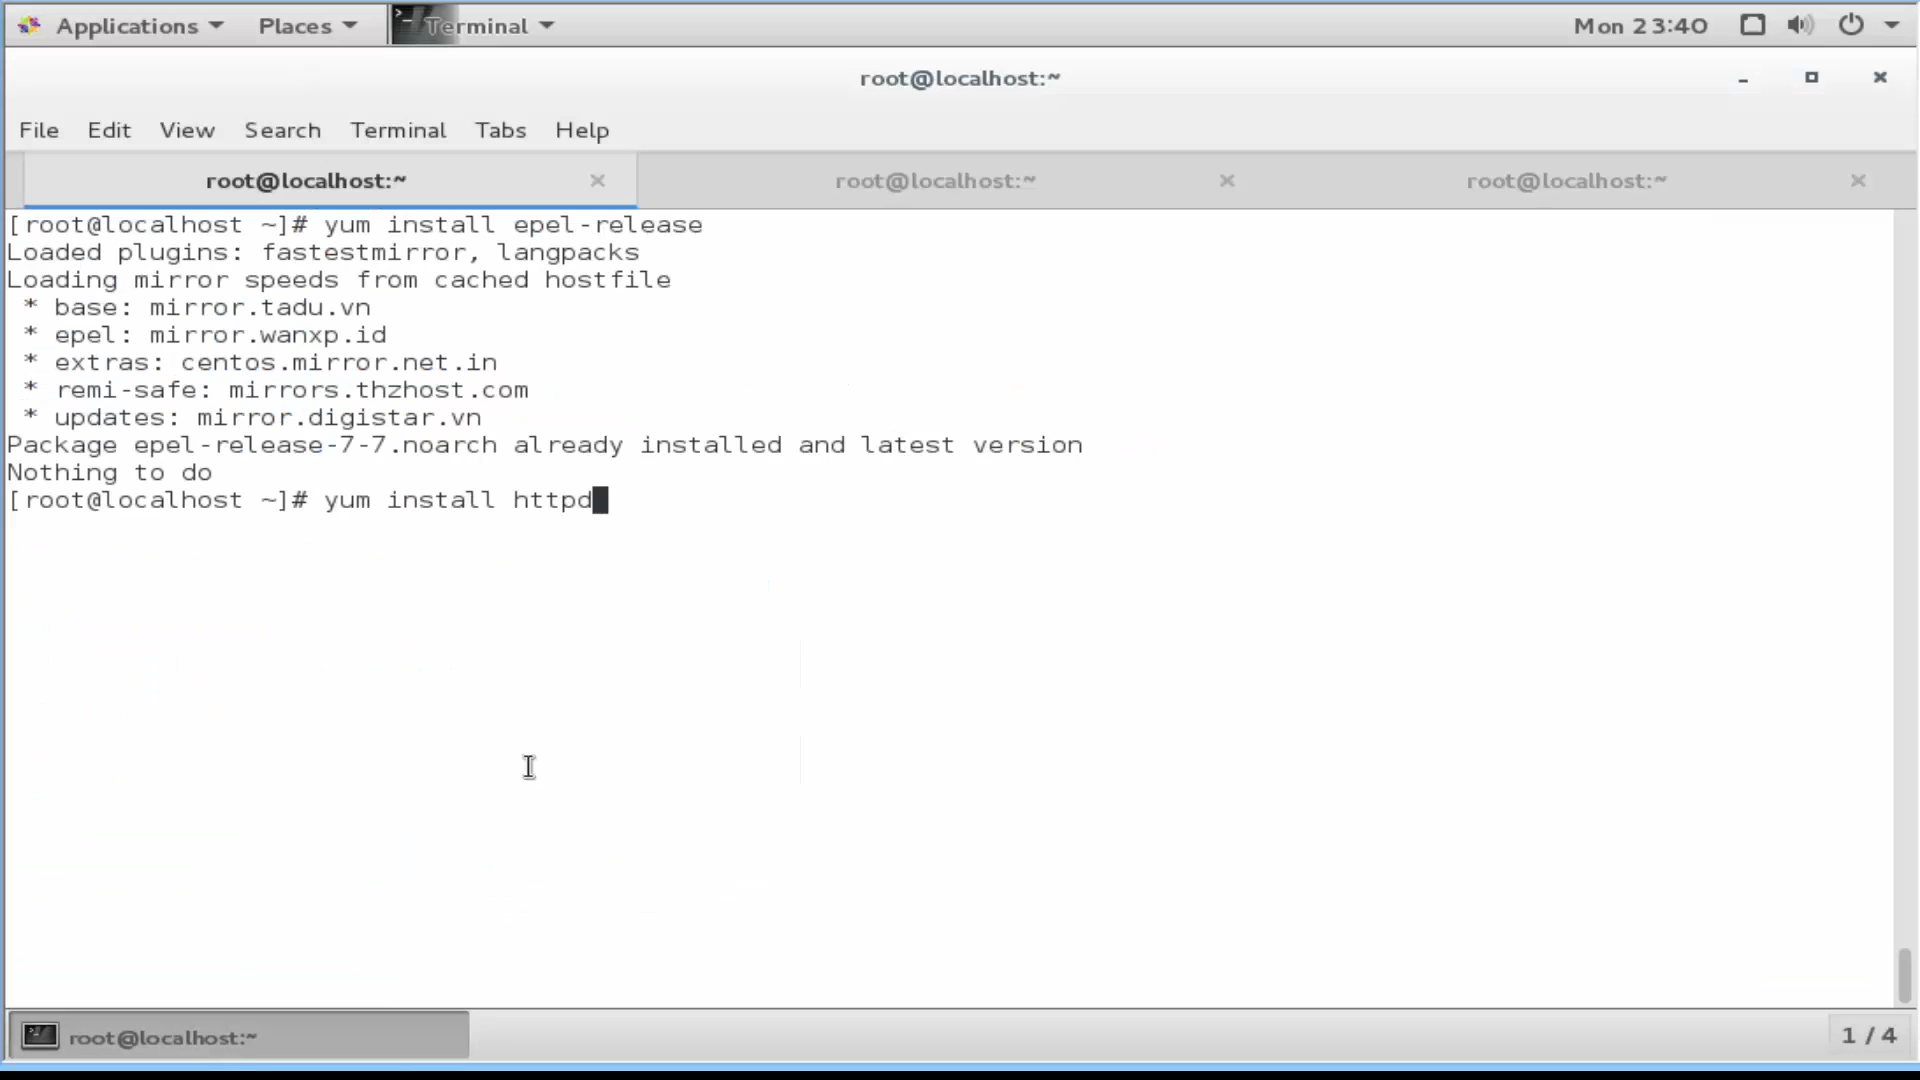 Applications Places Terminal Mon 23:40
root@localhost:~
File Edit View Search Terminal Tabs Help
root@localhost:~ root@localhost:~ root@localhost:~
[root@localhost ~]# yum install epel-release
Loaded plugins: fastestmirror, langpacks
Loading mirror speeds from cached hostfile
 * base: mirror.tadu.vn
 * epel: mirror.wanxp.id
 * extras: centos.mirror.net.in
 * remi-safe: mirrors.thzhost.com
 * updates: mirror.digistar.vn
Package epel-release-7-7.noarch already installed and latest version
Nothing to do
[root@localhost ~]# yum install httpd
root@localhost:~ 1 / 4